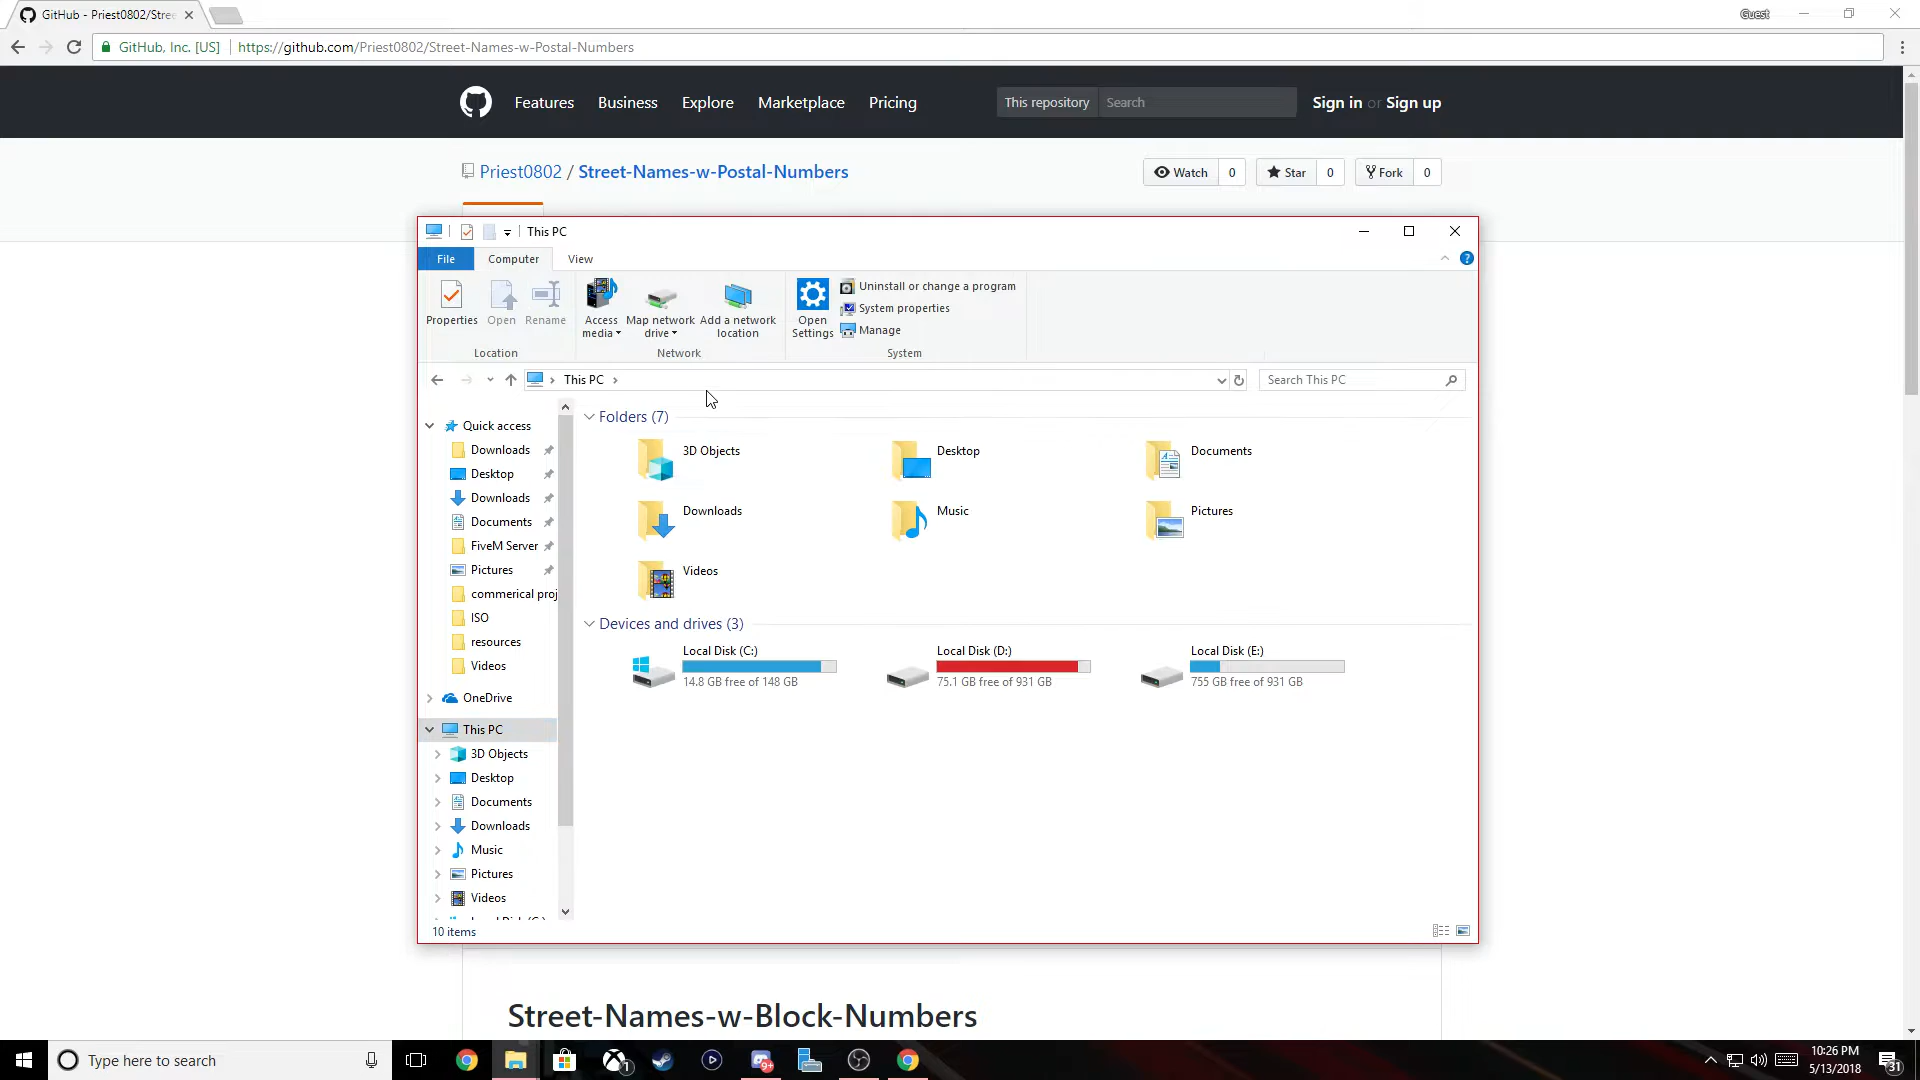 GitHub - Priest0802/Stree
Guest
GitHub, Inc. [US] https://github.com/Priest0802/Street-Names-w-Postal-Numbers
Features Business Explore Marketplace Pricing This repository Search Sign in or Sign up
Priest0802 / Street-Names-w-Postal-Numbers Watch 0 Star 0 Fork 0
This PC
File Computer View
Properties Open Rename
Access media Map network drive Add a network location
Open Settings
Uninstall or change a program
System properties
Manage
Location Network System
This PC Search This PC
Quick access
Downloads
Desktop
Downloads
Documents
FiveM Server
Pictures
commerical proj
ISO
resources
Videos
OneDrive
This PC
3D Objects
Desktop
Documents
Downloads
Music
Pictures
Videos
Folders (7)
3D Objects Desktop Documents
Downloads Music Pictures
Videos
Devices and drives (3)
Local Disk (C:) Local Disk (D:) Local Disk (E:)
14.8 GB free of 148 GB 75.1 GB free of 931 GB 755 GB free of 931 GB
10 items
Street-Names-w-Block-Numbers
Type here to search
1
9+
10:26 PM
5/13/2018
31